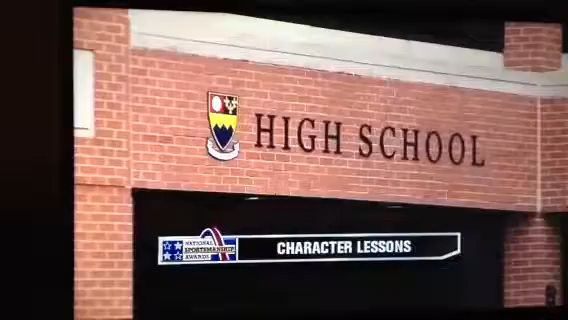 HIGH SCHOOL
NATIONAL
SPORTSMANSHIP
AWARDS
CHARACTER LESSONS